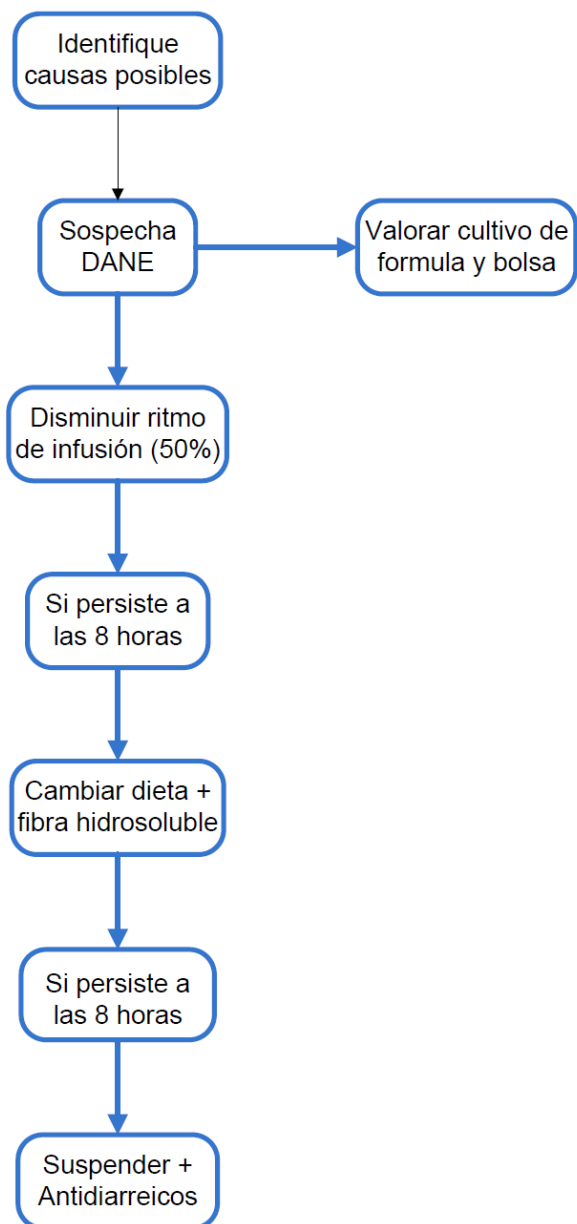 Identifique
causas posibles
Sospecha
DANE
Valorar cultivo de
formula y bolsa
Disminuir ritmo
de infusión (50%)
Si persiste a
las 8 horas
Cambiar dieta +
fibra hidrosoluble
Si persiste a
las 8 horas
Suspender +
Antidiarreicos